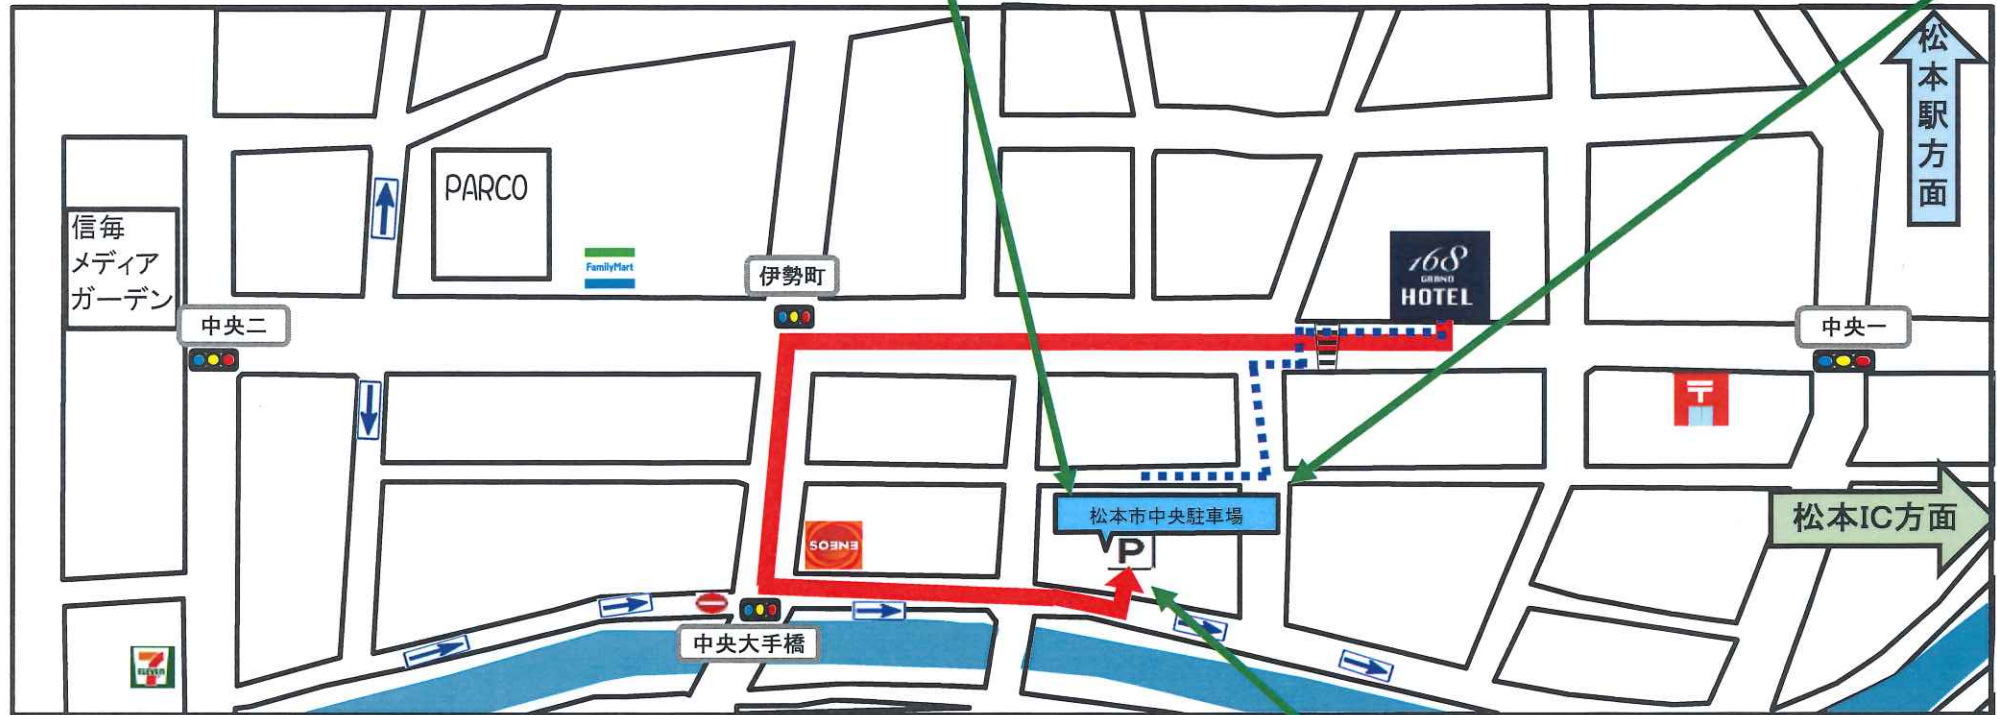 松本駅方面
PARCO
信毎
メディア
ガーデン
FamilyMart
伊勢町
168
GRAND
HOTEL
中央二
中央一
〒
松本市中央駐車場
P
松本IC方面
ENEOS
中央大手橋
7
ELEVEn